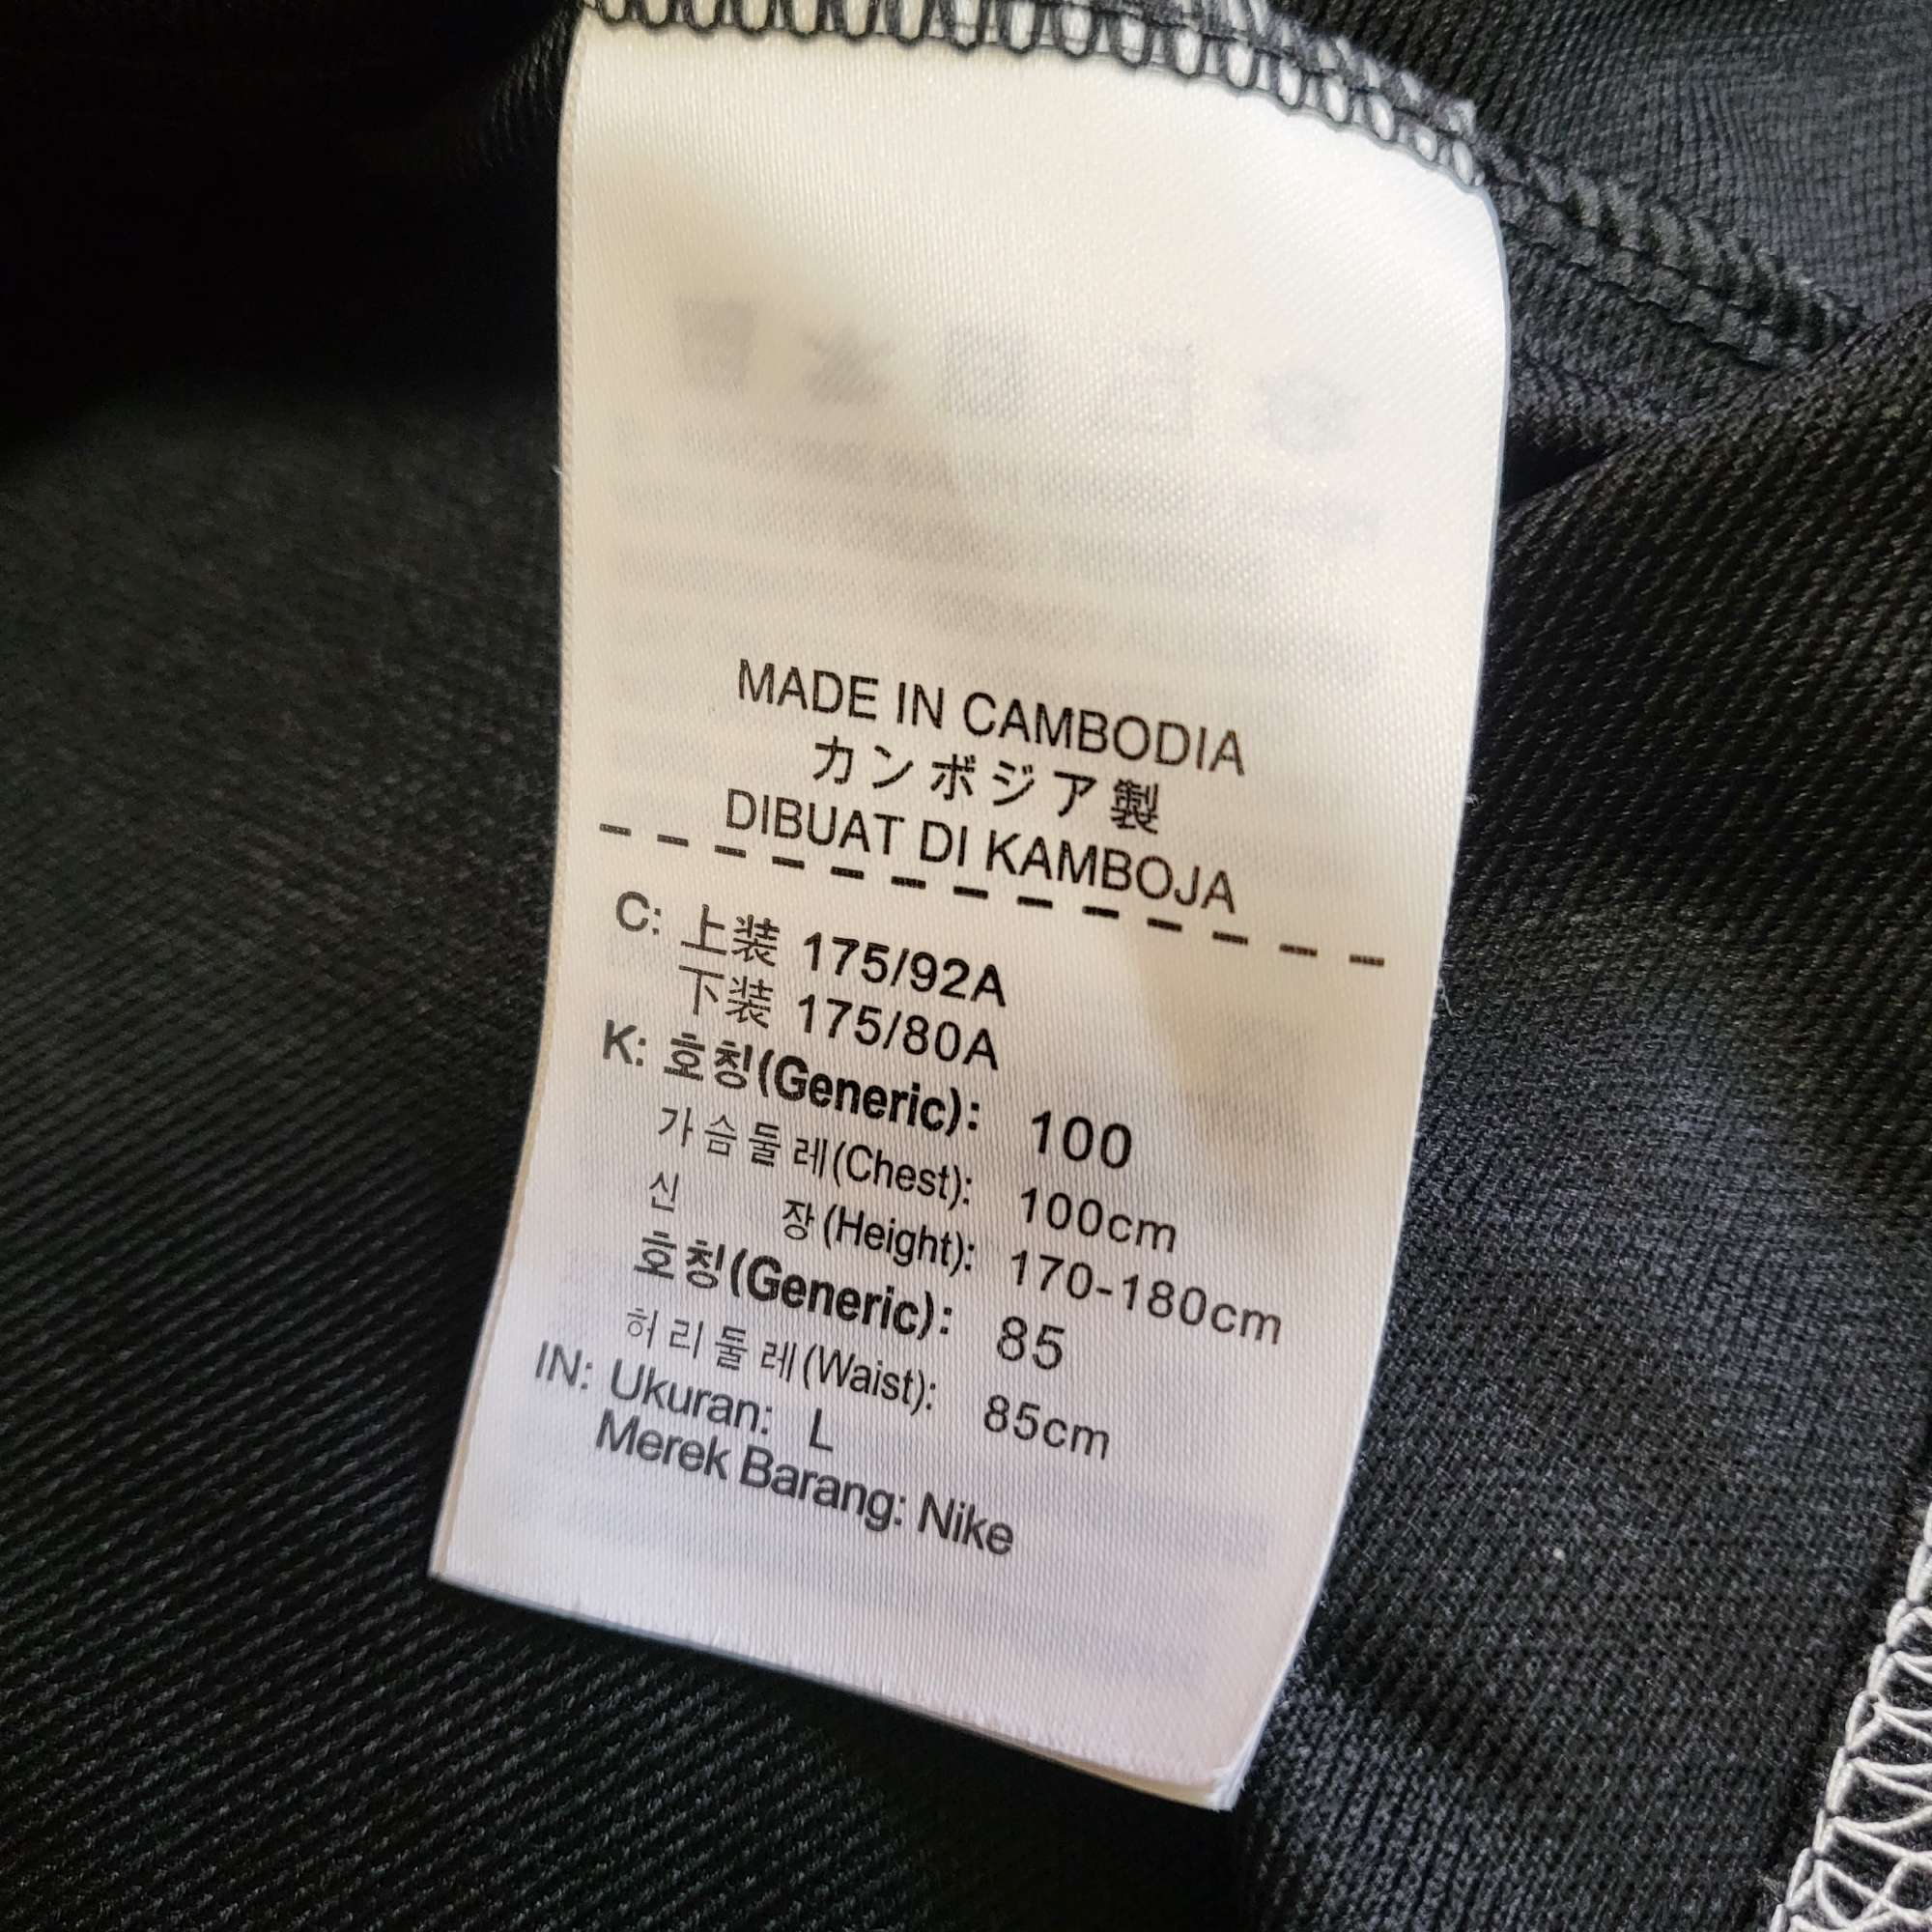 MADE IN CAMBODIA
カンボジア製
DIBUAT DI KAMBOJA
C: 上装 175/92A
下装 175/80A
K: 호칭(Generic): 100
가슴둘레(Chest): 100cm
신 장(Height): 170-180cm
호칭(Generic): 85
허리둘레(Waist): 85cm
IN: Ukuran: L
Merek Barang: Nike